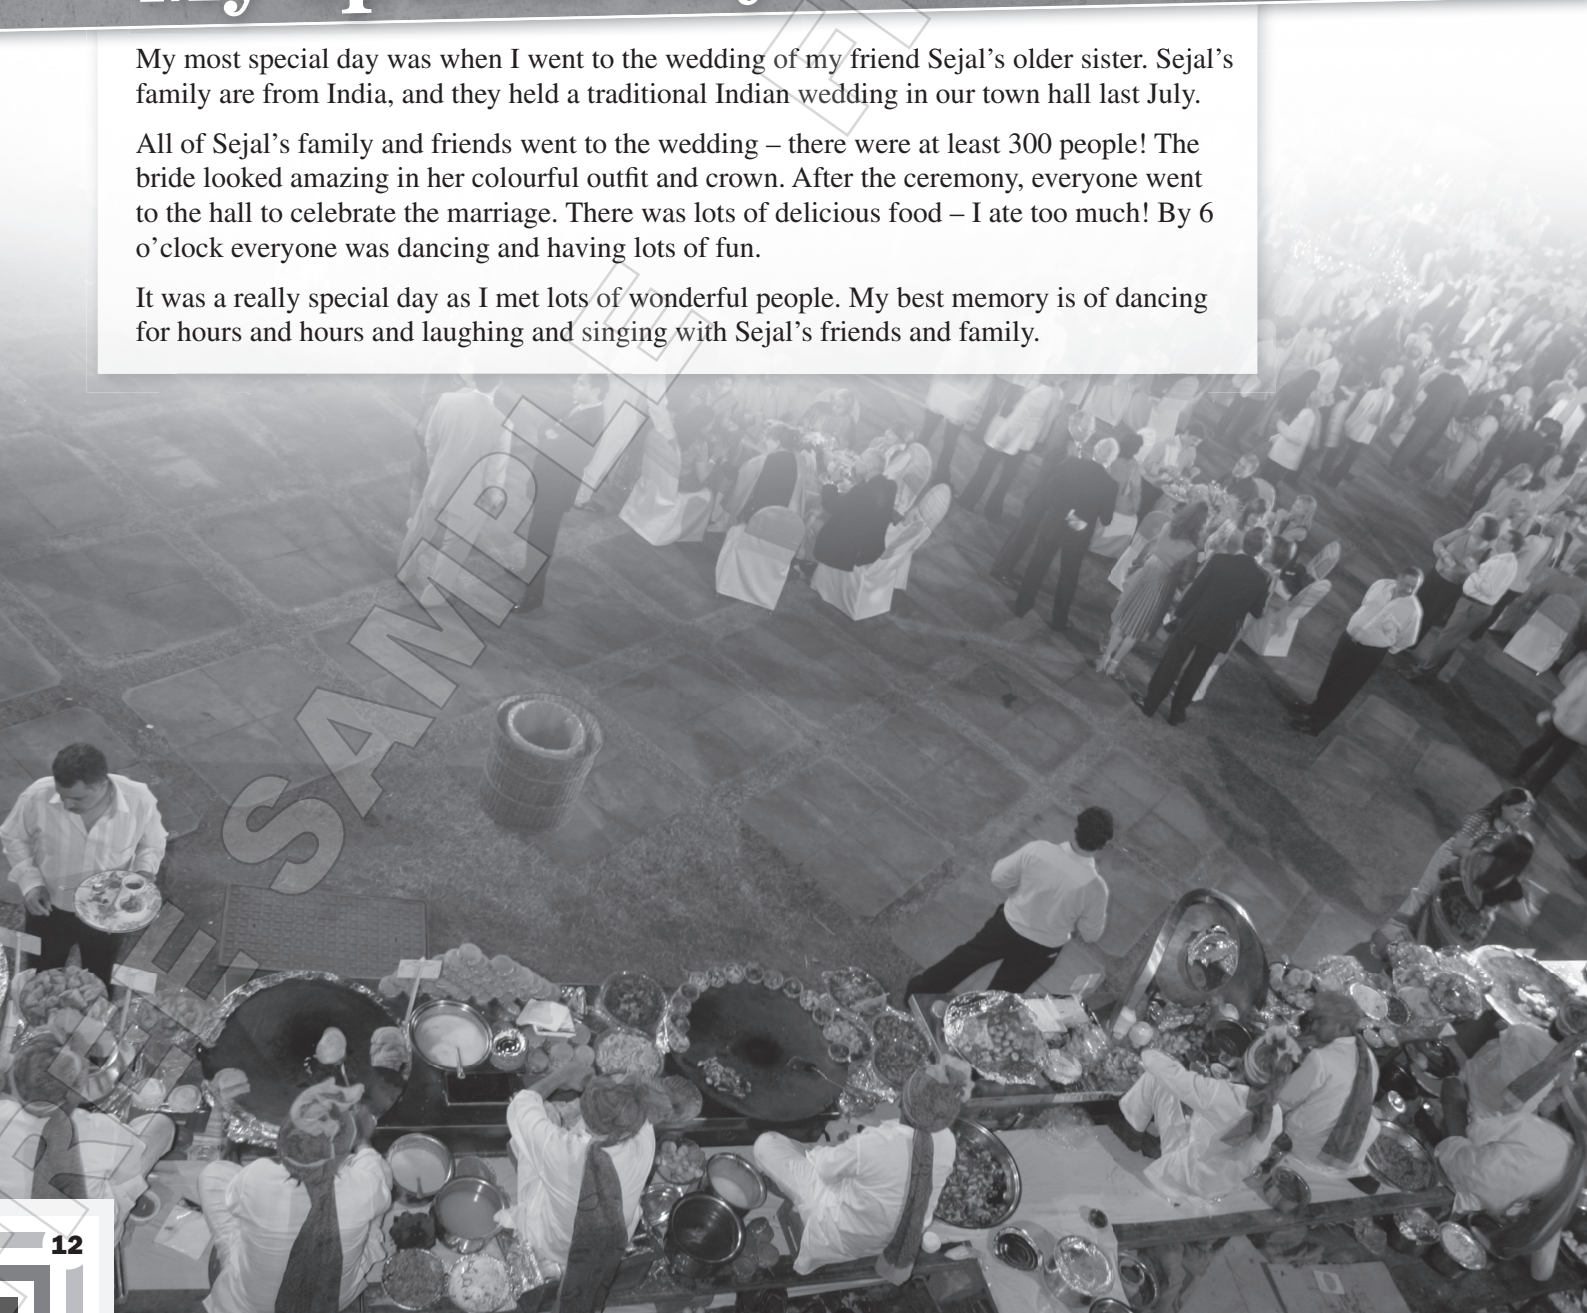 My most special day was when I went to the wedding of my friend Sejal’s older sister. Sejal’s
family are from India, and they held a traditional Indian wedding in our town hall last July.
All of Sejal’s family and friends went to the wedding – there were at least 300 people! The
bride looked amazing in her colourful outfit and crown. After the ceremony, everyone went
to the hall to celebrate the marriage. There was lots of delicious food – I ate too much! By 6
o’clock everyone was dancing and having lots of fun.
It was a really special day as I met lots of wonderful people. My best memory is of dancing
for hours and hours and laughing and singing with Sejal’s friends and family.
SAMPLE
12